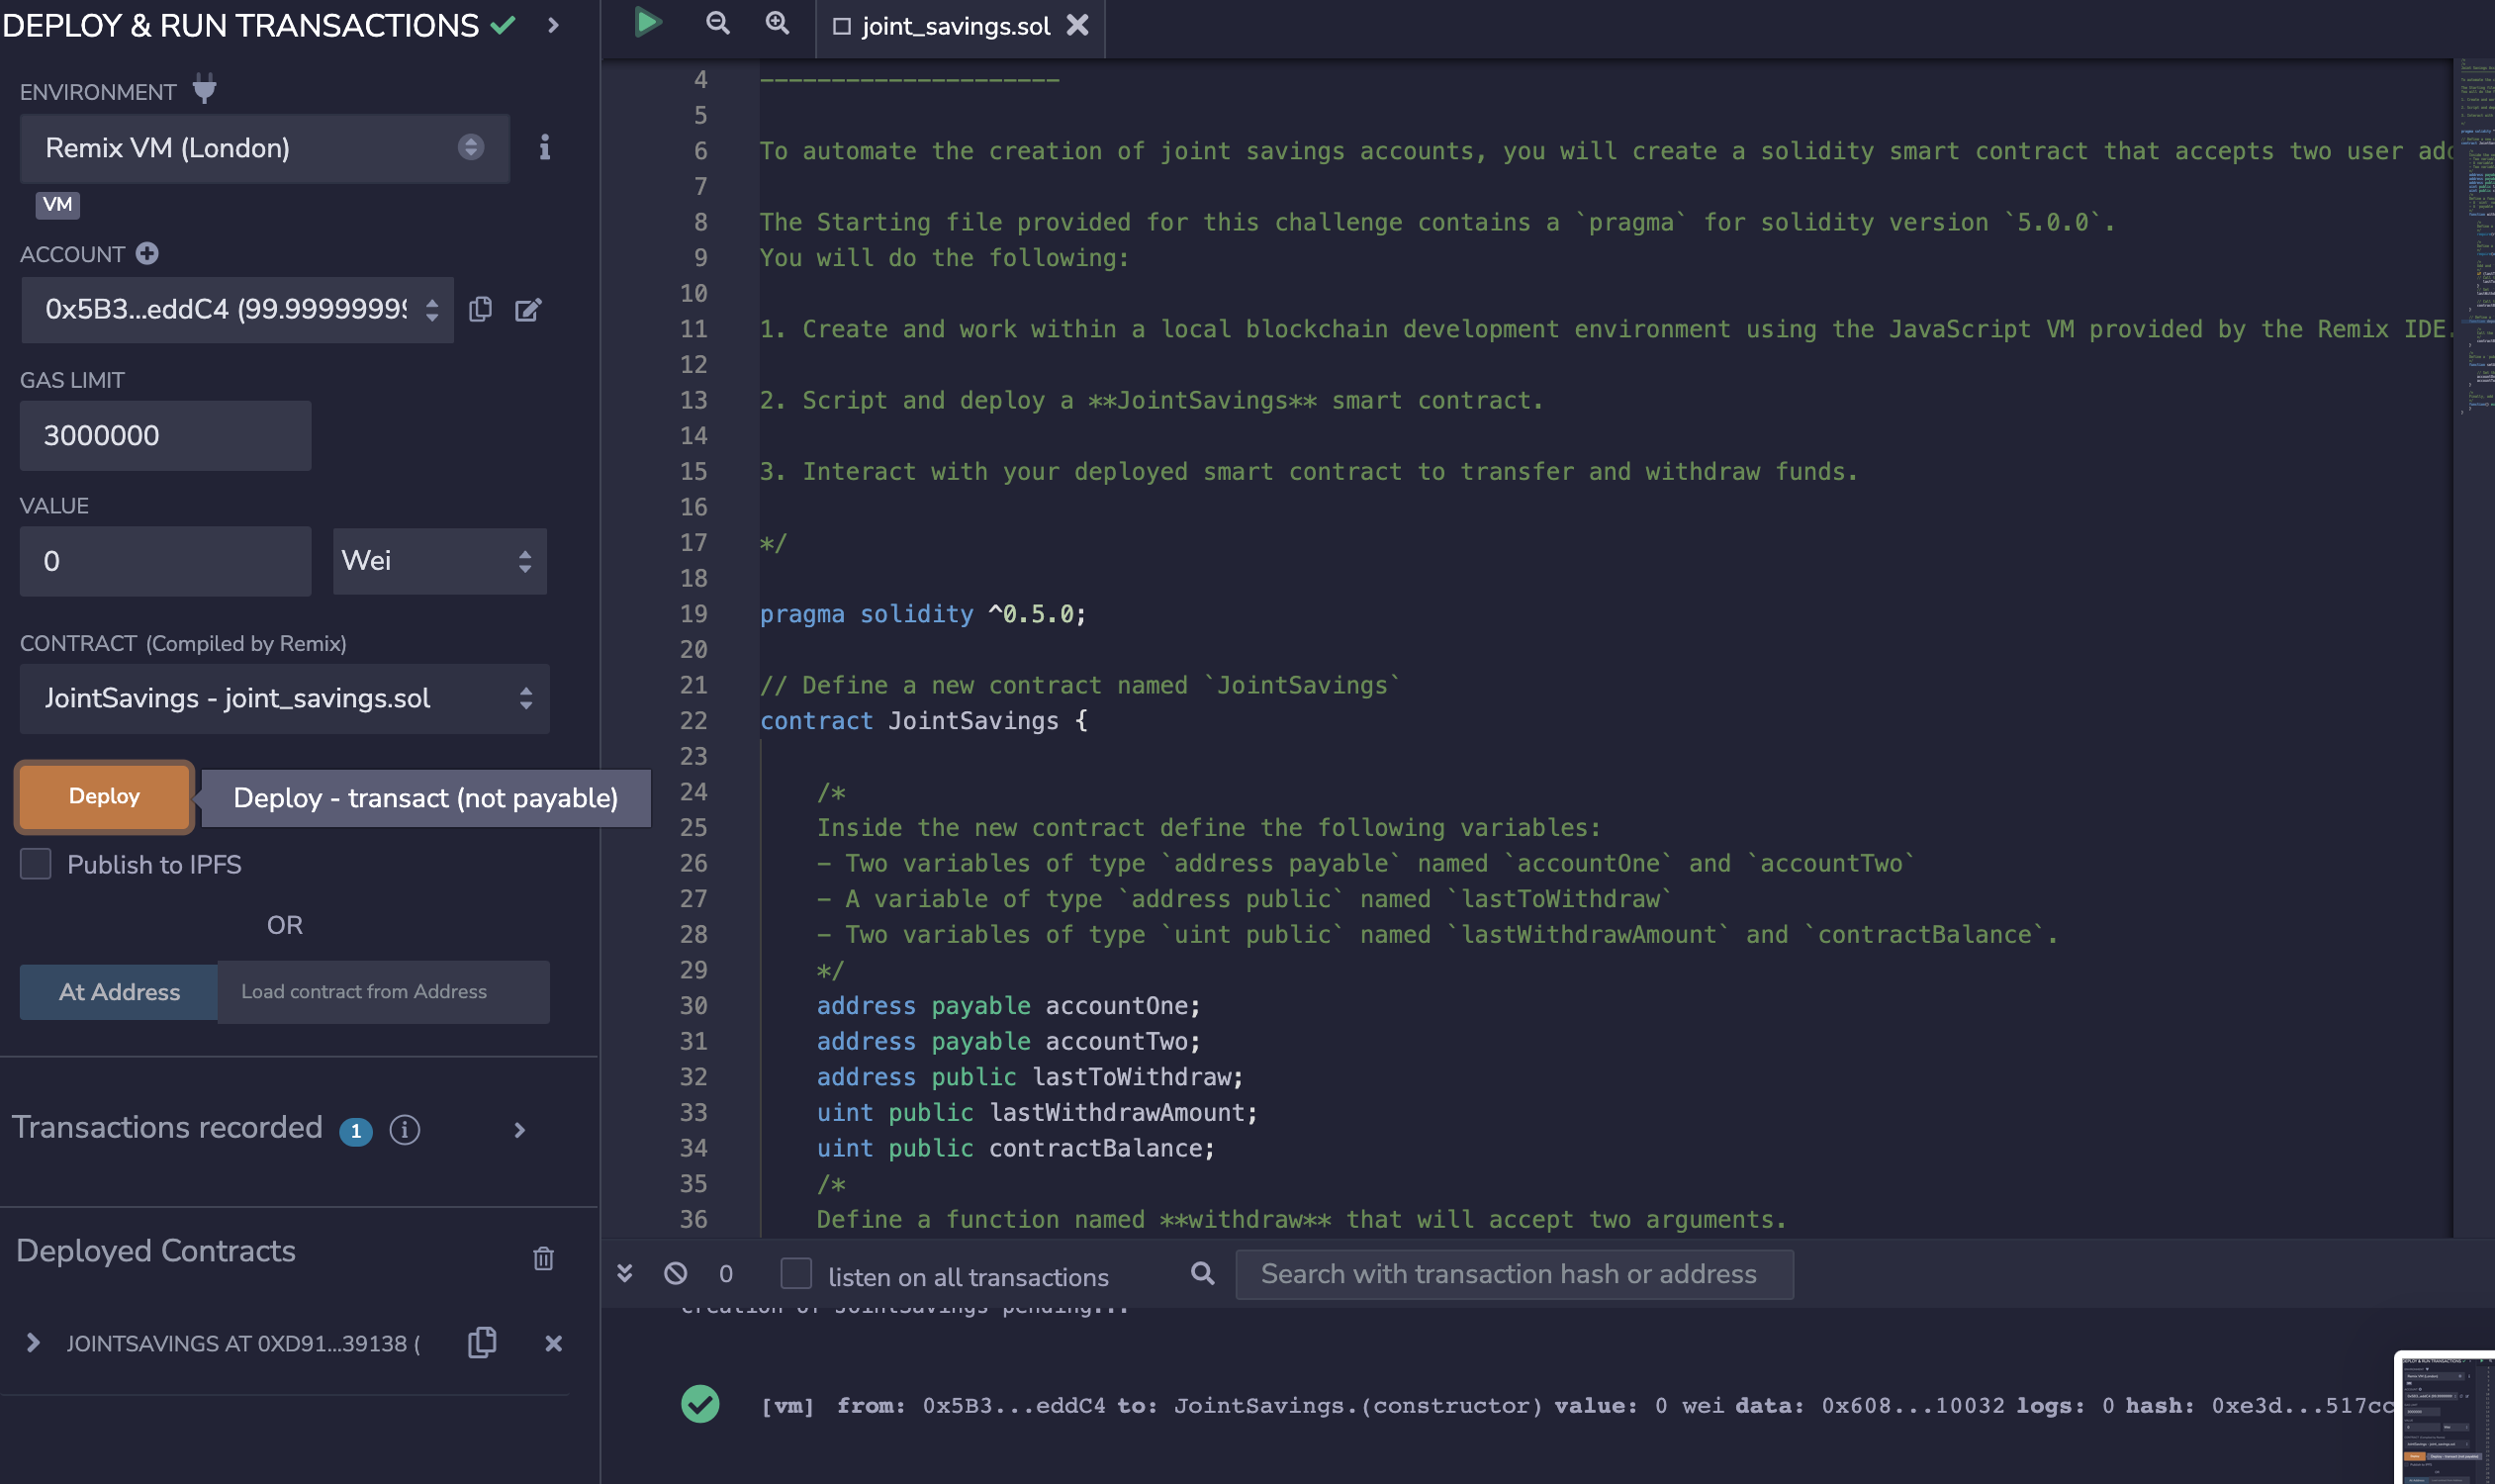 DEPLOY & RUN TRANSACTIONS
ENVIRONMENT
Remix VM (London)
VM
ACCOUNT
0x5B3...eddC4 (99.9999999
GAS LIMIT
3000000
VALUE
0
Wei
CONTRACT (Compiled by Remix)
JointSavings - joint_savings.sol
Deploy
Deploy - transact (not payable)
Publish to IPFS
OR
At Address
Load contract from Address
Transactions recorded 1 i
Deployed Contracts
JOINTSAVINGS AT 0XD91...39138 (
joint_savings.sol
4 ---------------------
5
6 To automate the creation of joint savings accounts, you will create a solidity smart contract that accepts two user
7
8 The Starting file provided for this challenge contains a `pragma` for solidity version `5.0.0`.
9 You will do the following:
10
11 1. Create and work within a local blockchain development environment using the JavaScript VM provided by the Remix IDE.
12
13 2. Script and deploy a **JointSavings** smart contract.
14
15 3. Interact with your deployed smart contract to transfer and withdraw funds.
16
17 */
18
19 pragma solidity ^0.5.0;
20
21 // Define a new contract named `JointSavings`
22 contract JointSavings {
23
24 /*
25 Inside the new contract define the following variables:
26 - Two variables of type `address payable` named `accountOne` and `accountTwo`
27 - A variable of type `address public` named `lastToWithdraw`
28 - Two variables of type `uint public` named `lastWithdrawAmount` and `contractBalance`.
29 */
30 address payable accountOne;
31 address payable accountTwo;
32 address public lastToWithdraw;
33 uint public lastWithdrawAmount;
34 uint public contractBalance;
35 /*
36 Define a function named **withdraw** that will accept two arguments.
0
listen on all transactions
Search with transaction hash or address
creation of JointSavings pending...
[vm] from: 0x5B3...eddC4 to: JointSavings.(constructor) value: 0 wei data: 0x608...10032 logs: 0 hash: 0xe3d...517cc